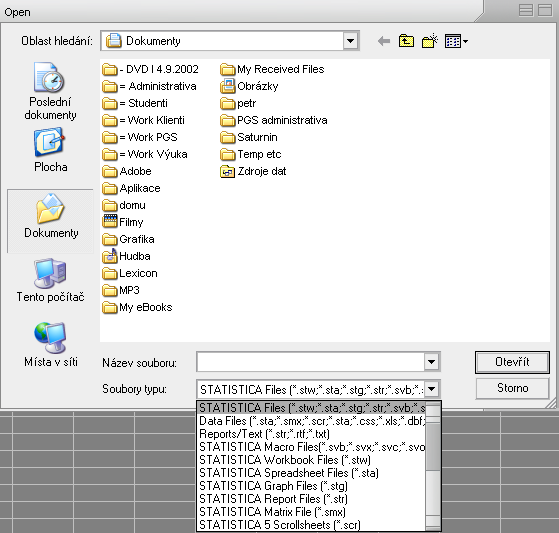 Open
Oblast hledání:
Dokumenty
Poslední
dokumenty
Plocha
Dokumenty
Tento počítač
Místa v síti
- DVD I 4.9.2002
= Administrativa
= Studenti
= Work Klienti
= Work PGS
= Work Výuka
Adobe
Aplikace
domu
Filmy
Grafika
Hudba
Lexicon
MP3
My eBooks
My Received Files
Obrázky
petr
PGS administrativa
Saturnin
Temp etc
Zdroje dat
Název souboru:
Otevřít
Soubory typu:
STATISTICA Files (*.stw;*.sta;*.stg;*.str;*.svb;*.
Storno
STATISTICA Files (*.stw;*.sta;*.stg;*.str;*.svb;*.s
Data Files (*.sta;*.smx;*.scr;*.sta;*.css;*.xls;*.dbf;
Reports/Text (*.str;*.rtf;*.txt)
STATISTICA Macro Files(*.svb;*.svx;*.svc;*.svo
STATISTICA Workbook Files (*.stw)
STATISTICA Spreadsheet Files (*.sta)
STATISTICA Graph Files (*.stg)
STATISTICA Report Files (*.str)
STATISTICA Matrix File (*.smx)
STATISTICA 5 Scrollsheets (*.scr)